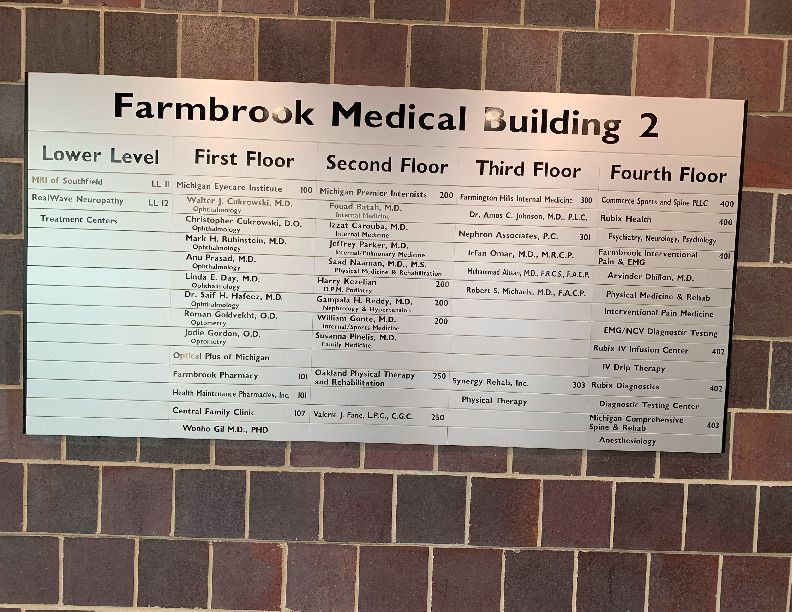 Farmbrook Medical Building 2
Lower Level
MRI of Southfield LL 11
RealWave Neuropathy LL 12
Treatment Centers
First Floor
Michigan Eyecare Institute 100
Walter J. Cukrowski, M.D.
Ophthalmology
Christopher Cukrowski, D.O.
Ophthalmology
Mark H. Rubinstein, M.D.
Ophthalmology
Anu Prasad, M.D.
Ophthalmology
Linda E. Day, M.D.
Ophthalmology
Dr. Saif H. Hafeez, M.D.
Ophthalmology
Roman Goldvekht, O.D.
Optometry
Jodie Gordon, O.D.
Optometry
Optical Plus of Michigan
Farmbrook Pharmacy 101
Health Maintenance Pharmacies, Inc. 101
Central Family Clinic 107
Wonho Gil M.D., PHD
Second Floor
Michigan Premier Internists 200
Fouad Batah, M.D.
Internal Medicine
Izzat Carouba, M.D.
Internal Medicine
Jeffrey Parker, M.D.
Internal/Pulmonary Medicine
Saad Naaman, M.D., M.S.
Physical Medicine & Rehabilitation
Harry Kezelian 200
D.P.M. Podiatry
Gampala H. Reddy, M.D. 200
Nephrology & Hypertension
William Gonte, M.D. 200
Internal/Sports Medicine
Susanna Pinelis, M.D.
Family Medicine
Oakland Physical Therapy 250
and Rehabilitation
Valerie J. Fane, L.P.C., C.G.C. 250
Third Floor
Farmington Hills Internal Medicine 300
Dr. Amos C. Johnson, M.D., P.L.C.
Nephron Associates, P.C. 301
Irfan Omar, M.D., M.R.C.P.
Muhammad Ahsan, M.D., F.R.C.S., F.A.C.P.
Robert S. Michaels, M.D., F.A.C.P.
Synergy Rehab, Inc. 303
Physical Therapy
Fourth Floor
Commerce Sports and Spine PLLC 400
Rubix Health 400
Psychiatry, Neurology, Psychology
Farmbrook Interventional 401
Pain & EMG
Arvinder Dhillon, M.D.
Physical Medicine & Rehab
Interventional Pain Medicine
EMG/NCV Diagnostic Testing
Rubix IV Infusion Center 402
IV Drip Therapy
Rubix Diagnostics 402
Diagnostic Testing Center
Michigan Comprehensive 403
Spine & Rehab
Anesthesiology